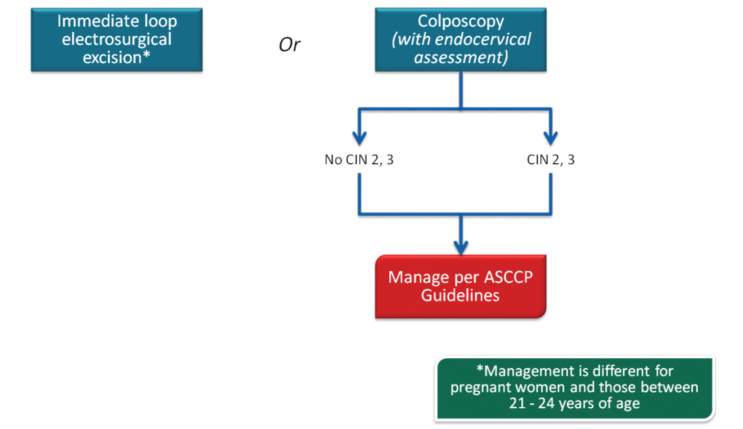 Immediate loop
electrosurgical
excision*
Or
Colposcopy
(with endocervical
assessment)
No CIN 2, 3
CIN 2, 3
Manage per ASCCP
Guidelines
*Management is different for
pregnant women and those between
21 - 24 years of age